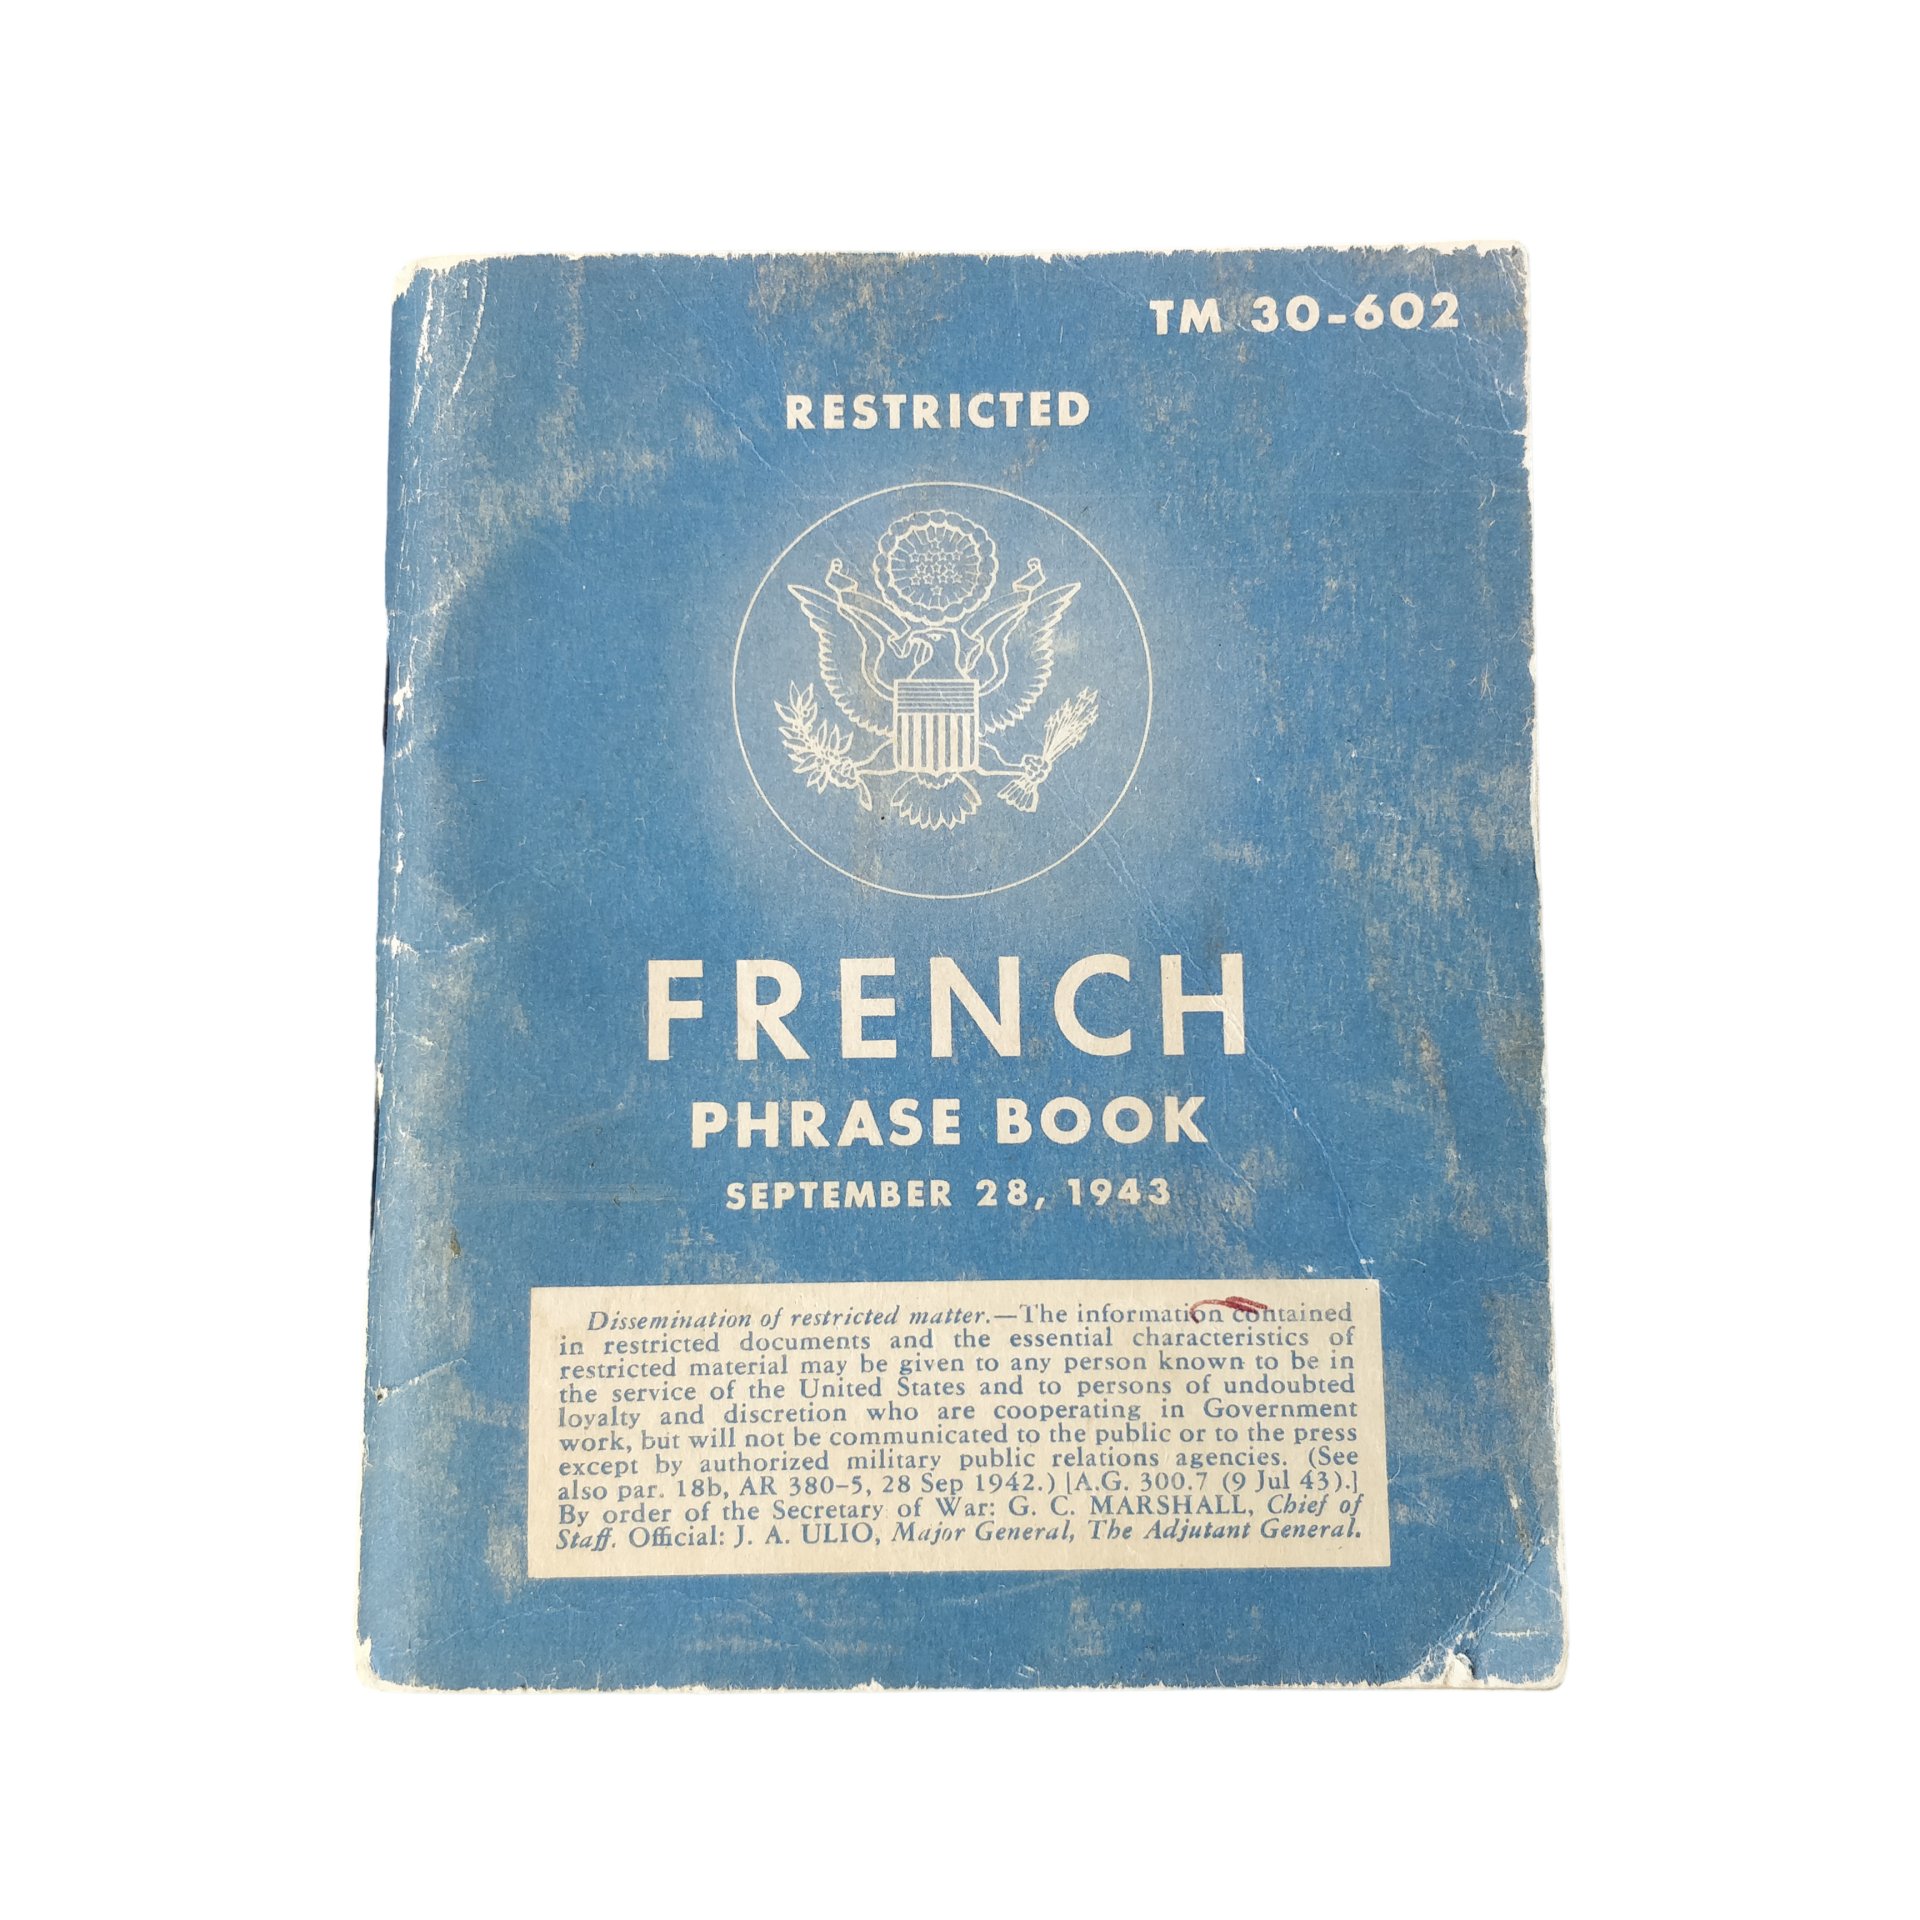 TM 30-602
RESTRICTED
FRENCH
PHRASE BOOK
SEPTEMBER 28, 1943
Dissemination of restricted matter.—The information contained
in restricted documents and the essential characteristics of
restricted material may be given to any person known to be in
the service of the United States and to persons of undoubted
loyalty and discretion who are cooperating in Government
work, but will not be communicated to the public or to the press
except by authorized military public relations agencies. (See
also par. 18b, AR 380-5, 28 Sep 1942.) [A.G. 300.7 (9 Jul 43).]
By order of the Secretary of War: G. C. MARSHALL, Chief of
Staff. Official: J. A. ULIO, Major General, The Adjutant General.